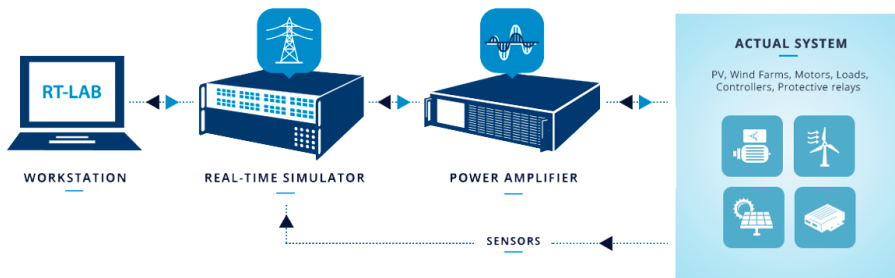 RT-LAB
WORKSTATION
REAL-TIME SIMULATOR
POWER AMPLIFIER
ACTUAL SYSTEM
PV, Wind Farms, Motors, Loads,
Controllers, Protective relays
SENSORS